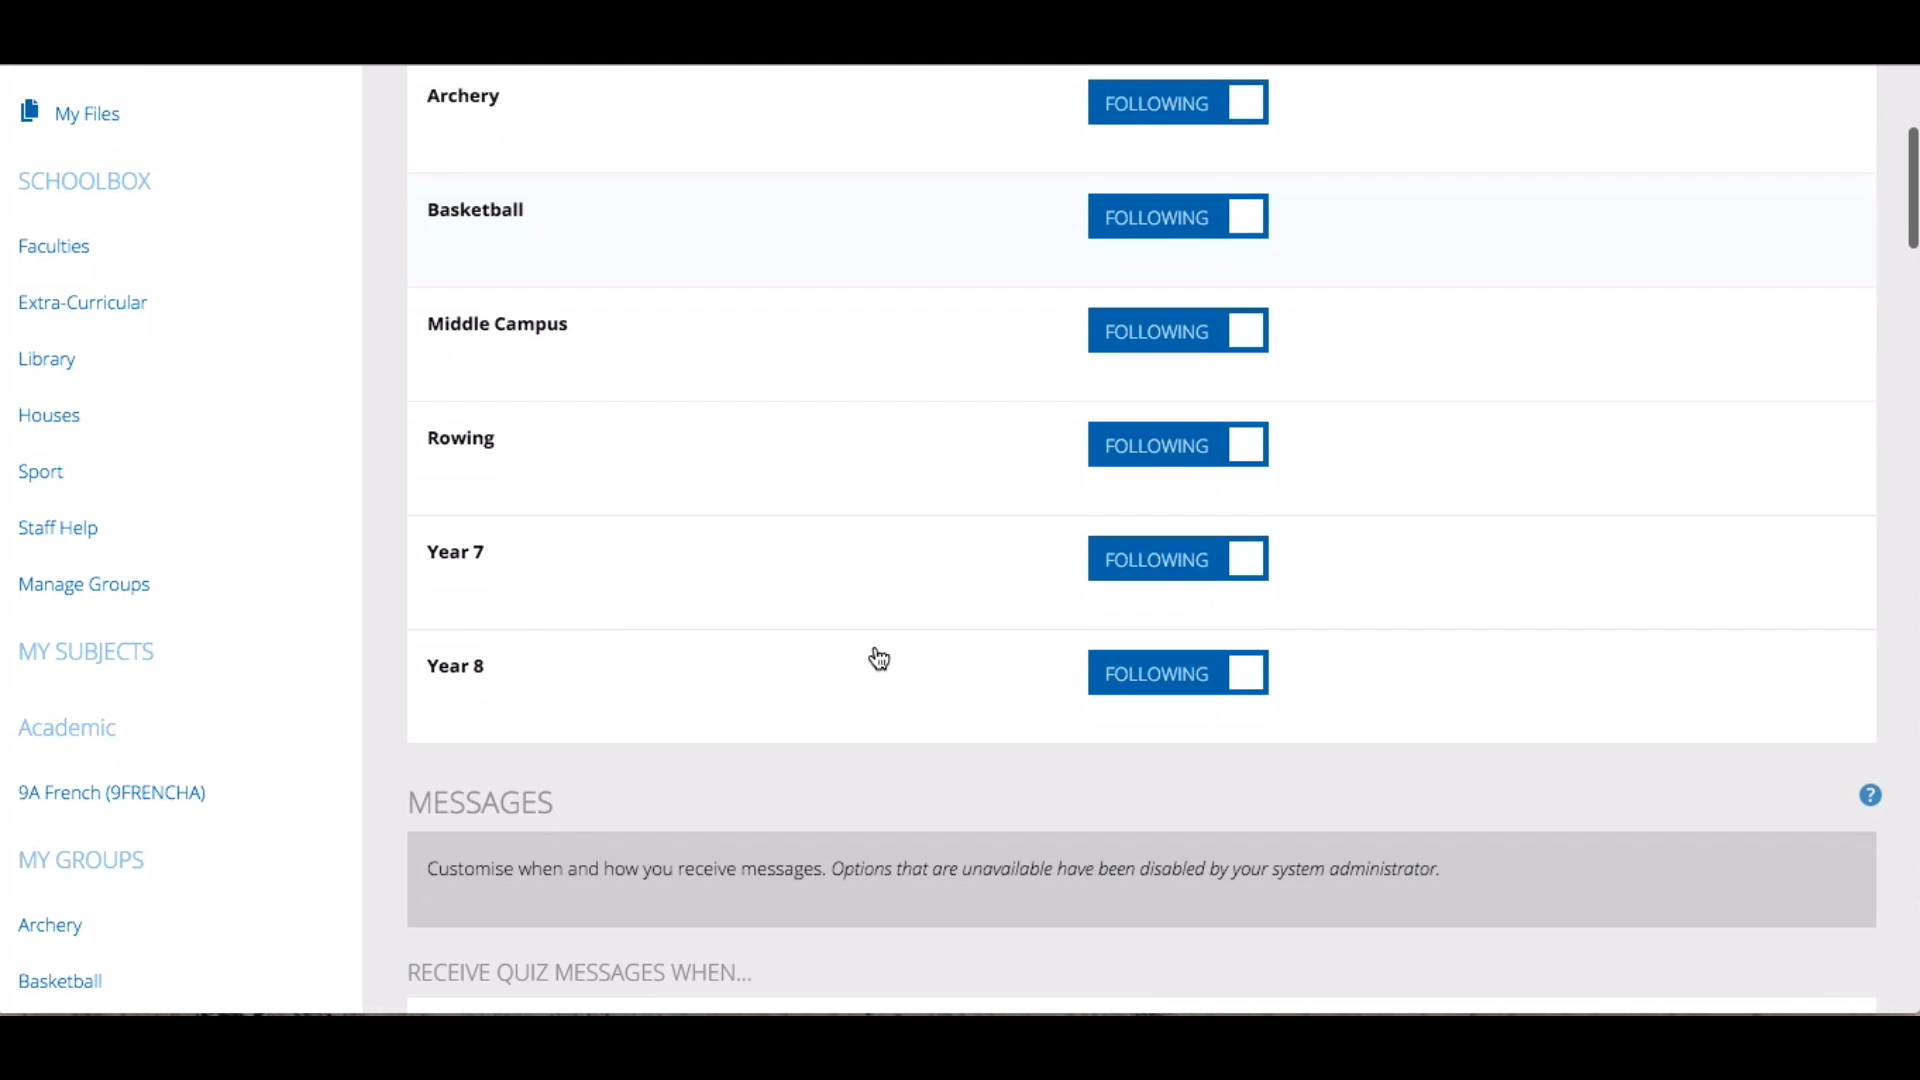 My Files
SCHOOLBOX
Faculties
Extra-Curricular
Library
Houses
Sport
Staff Help
Manage Groups
MY SUBJECTS
Academic
9A French (9FRENCHA)
MY GROUPS
Archery
Basketball
Archery FOLLOWING
Basketball FOLLOWING
Middle Campus FOLLOWING
Rowing FOLLOWING
Year 7 FOLLOWING
Year 8 FOLLOWING
MESSAGES ?
Customise when and how you receive messages. Options that are unavailable have been disabled by your system administrator.
RECEIVE QUIZ MESSAGES WHEN...